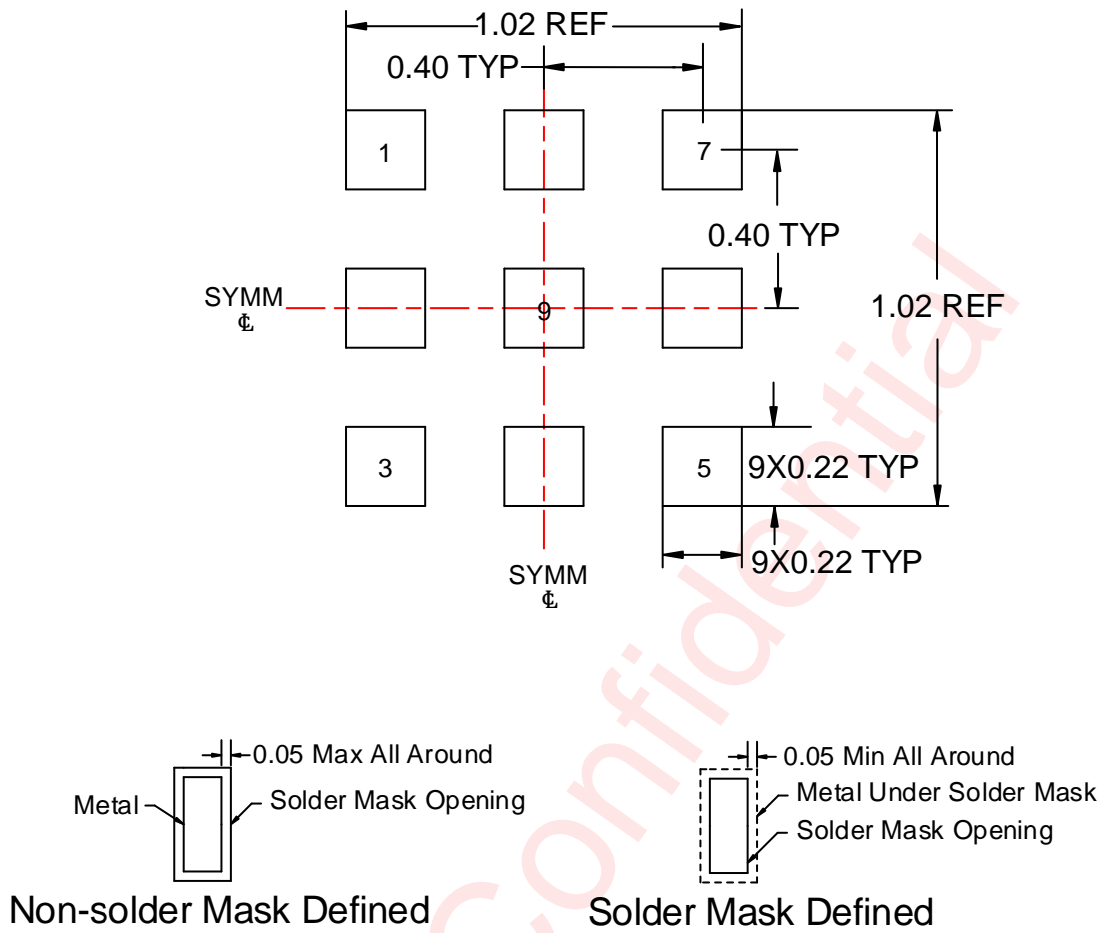 1.02 REF
0.40 TYP
1
7
0.40 TYP
SYMM
℄
9
1.02 REF
3
5
9X0.22 TYP
9X0.22 TYP
SYMM
℄
0.05 Max All Around
Metal
Solder Mask Opening
Non-solder Mask Defined
0.05 Min All Around
Metal Under Solder Mask
Solder Mask Opening
Solder Mask Defined
Confidential